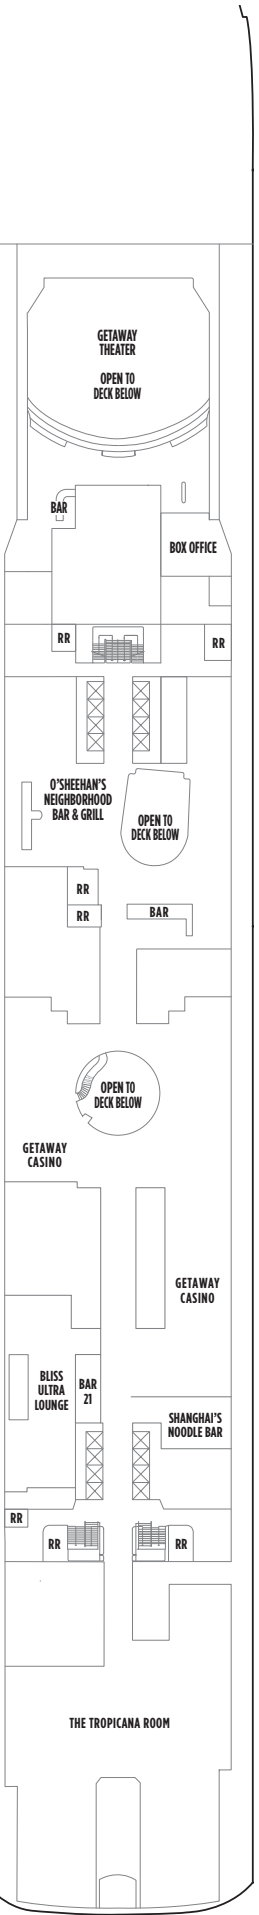 GETAWAY
THEATER
OPEN TO
DECK BELOW
BAR
BOX OFFICE
RR
RR
O'SHEEHAN'S
NEIGHBORHOOD
BAR & GRILL
OPEN TO
DECK BELOW
RR
RR
BAR
OPEN TO
DECK BELOW
GETAWAY
CASINO
GETAWAY
CASINO
BLISS
ULTRA
LOUNGE
BAR
21
SHANGHAI'S
NOODLE BAR
RR
RR
RR
THE TROPICANA ROOM